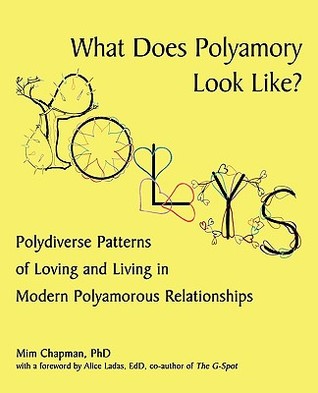 What Does Polyamory
Look Like?
POLYS
Polydiverse Patterns
of Loving and Living in
Modern Polyamorous Relationships
Mim Chapman, PhD
with a foreword by Alice Ladas, EdD, co-author of The G-Spot